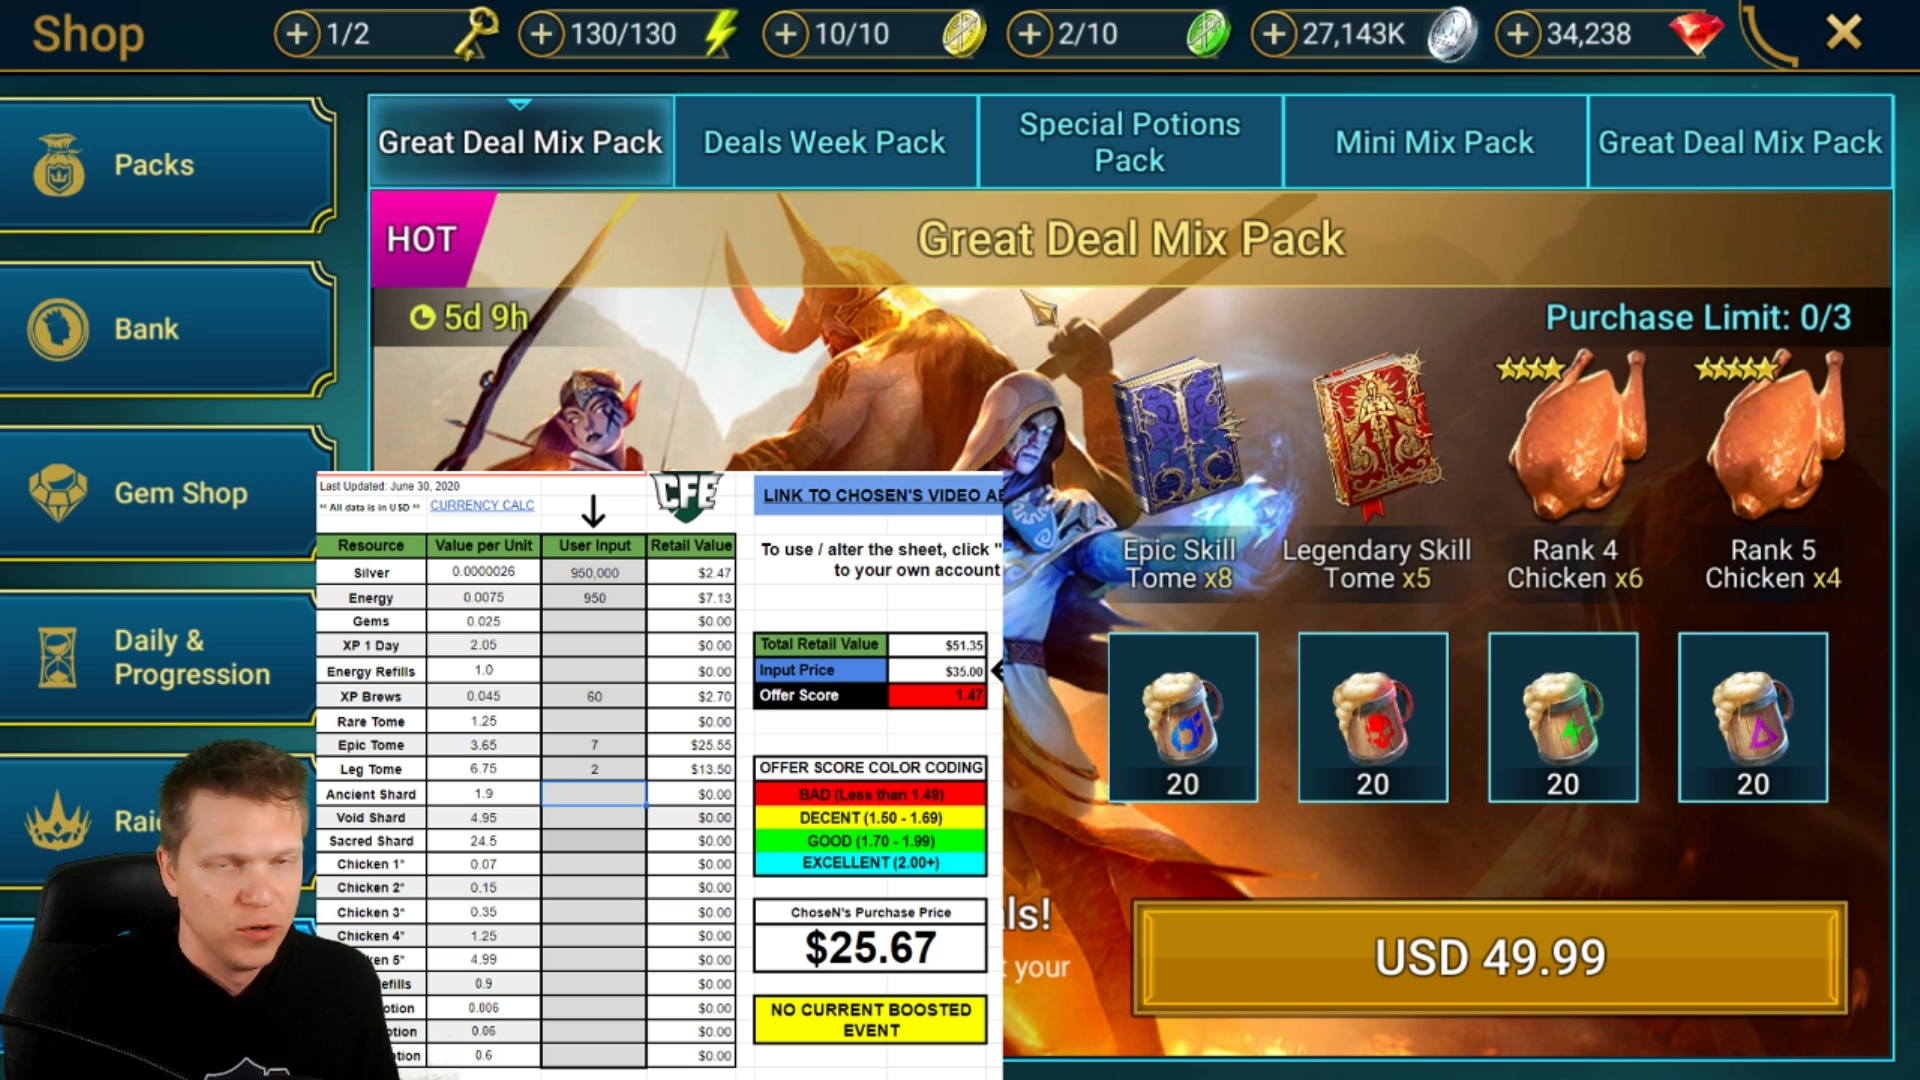 Shop
1/2
130/130
10/10
2/10
27,143K
34,238
Packs
Bank
Gem Shop
Daily &
Progression
Great Deal Mix Pack
Deals Week Pack
Special Potions
Pack
Mini Mix Pack
Great Deal Mix Pack
HOT
Great Deal Mix Pack
5d 9h
Purchase Limit: 0/3
Epic Skill
Tome x8
Legendary Skill
Tome x5
Rank 4
Chicken x6
Rank 5
Chicken x4
20
20
20
20
ls!
your
USD 49.99
Last Updated: June 30, 2020
** All data is in USD **
CURRENCY CALC
CFE
Resource Value per Unit User Input Retail Value
Silver 0.0000026 950,000 $2.47
Energy 0.0075 950 $7.13
Gems 0.025 $0.00
XP 1 Day 2.05 $0.00
Energy Refills 1.0 $0.00
XP Brews 0.045 60 $2.70
Rare Tome 1.25 $0.00
Epic Tome 3.65 7 $25.55
Leg Tome 6.75 2 $13.50
Ancient Shard 1.9 $0.00
Void Shard 4.95 $0.00
Sacred Shard 24.5 $0.00
Chicken 1* 0.07 $0.00
Chicken 2* 0.15 $0.00
Chicken 3* 0.35 $0.00
Chicken 4* 1.25 $0.00
ken 5* 4.99 $0.00
efills 0.9 $0.00
otion 0.006 $0.00
otion 0.06 $0.00
otion 0.6 $0.00
LINK TO CHOSEN'S VIDEO
To use / alter the sheet, click "
to your own account
Total Retail Value $51.35
Input Price $35.00
Offer Score 1.47
OFFER SCORE COLOR CODING
BAD (Less than 1.49)
DECENT (1.50 - 1.69)
GOOD (1.70 - 1.99)
EXCELLENT (2.00+)
ChoseN's Purchase Price
$25.67
NO CURRENT BOOSTED
EVENT